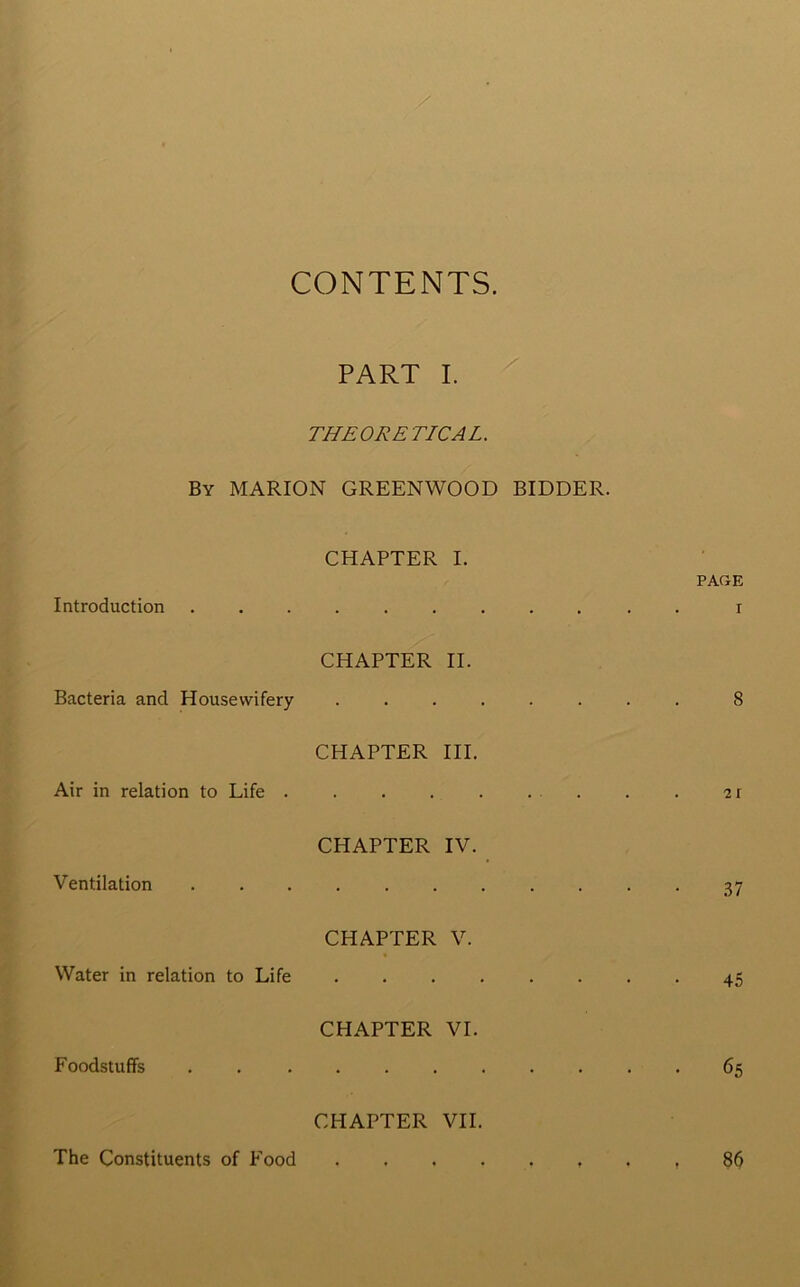 CONTENTS.
PART I.
THEORETICAL.
By MARION GREENWOOD BIDDER.
CHAPTER I.
PAGE
Introduction . . . . . . . . . . . 1
CHAPTER II.
Bacteria and Housewifery . . . . . . . . 8
CHAPTER III.
Air in relation to Life . . . . . . . . . 21
CHAPTER IV.
Ventilation . . . . . . . . . . . 37
CHAPTER V.
Water in relation to Life . . . . . . . . 45
CHAPTER VI.
Foodstuffs . . . . . . . . . . . 65
CHAPTER VII.
The Constituents of Food . . . . . . . . 86